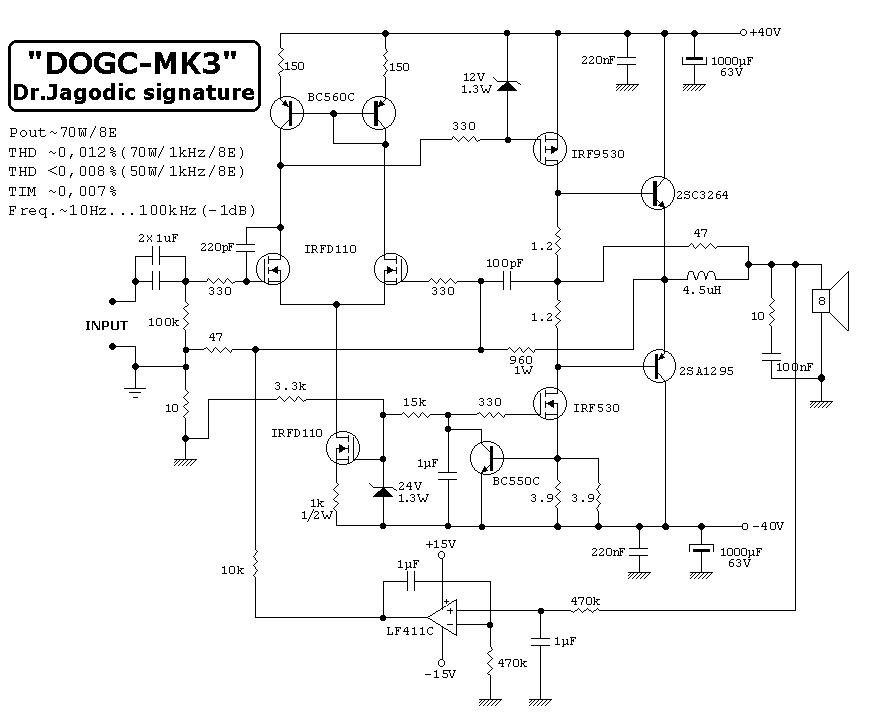 "DOGC-MK3"
Dr.Jagodic signature
Pout~70W/8E
THD ~0,012%(70W/1kHz/8E)
THD <0,008%(50W/1kHz/8E)
TIM ~0,007%
Freq.~10Hz...100kHz(-1dB)
+40V
150
150
220nF
1000µF
63V
12V
1.3W
BC560C
330
IRF9530
2SC3264
2x1uF
220pF
IRFD110
1.2
47
100pF
330
330
4.5uH
8
INPUT
100k
1.2
10
47
960
1W
100nF
2SA1295
3.3k
10
15k
330
IRF530
IRFD110
1µF
BC550C
24V
1.3W
1k
1/2W
3.9
3.9
-40V
220nF
1000µF
63V
+15V
10k
1µF
+
+
-
LF411C
470k
1µF
470k
-15V